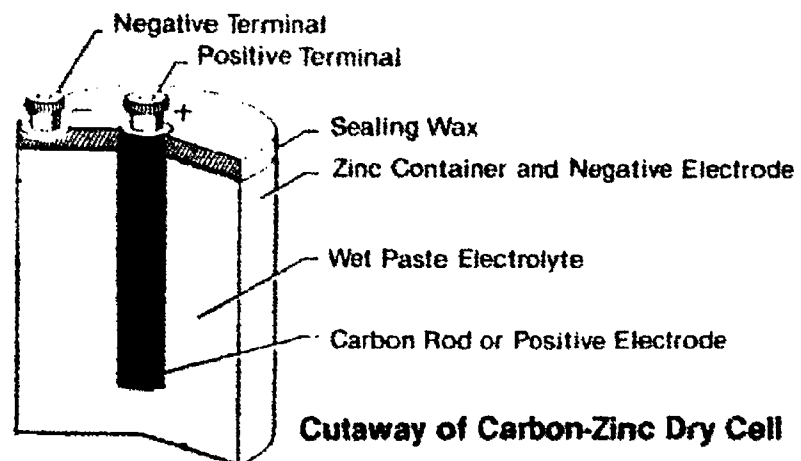 Negative Terminal
Positive Terminal
− +
Sealing Wax
Zinc Container and Negative Electrode
Wet Paste Electrolyte
Carbon Rod or Positive Electrode
Cutaway of Carbon-Zinc Dry Cell